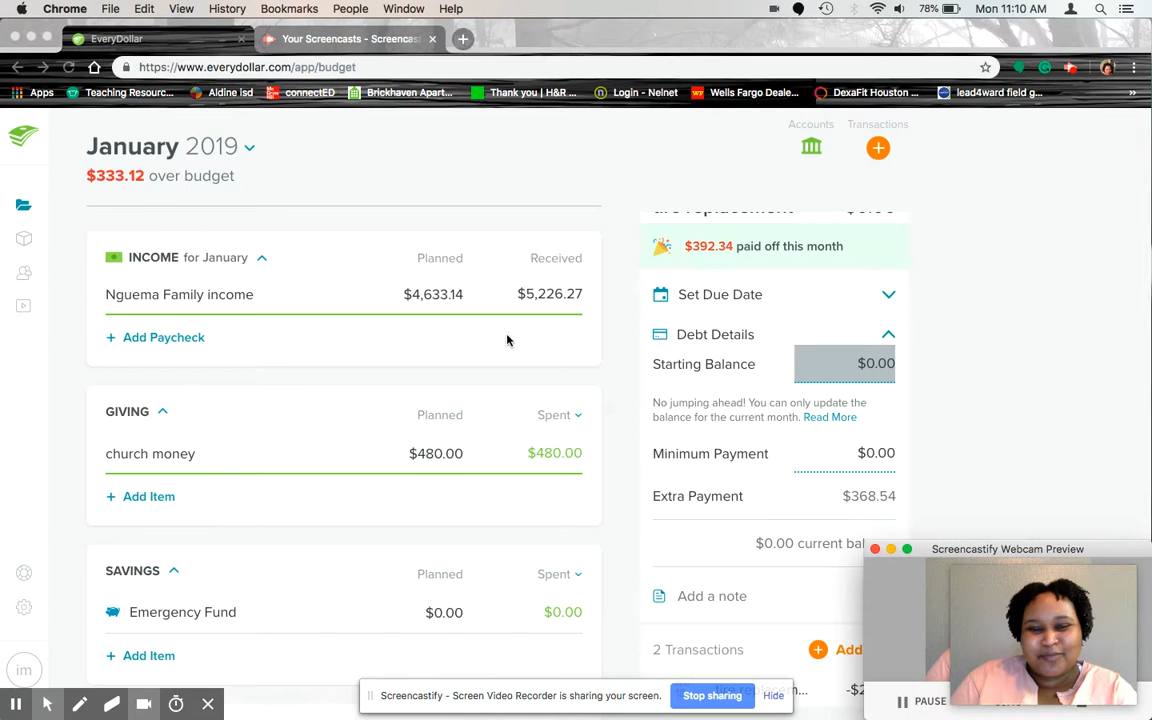 Chrome File Edit View History Bookmarks People Window Help 78% Mon 11:10 AM
EveryDollar Your Screencasts - Screencas
https://www.everydollar.com/app/budget
Apps Teaching Resourc... Aldine isd connectED Brickhaven Apart... Thank you | H&R ... Login - Nelnet Wells Fargo Deale... DexaFit Houston ... lead4ward field g... »
January 2019
$333.12 over budget
Accounts Transactions
$392.34 paid off this month
INCOME for January Planned Received
Nguema Family income $4,633.14 $5,226.27
+ Add Paycheck
Set Due Date
Debt Details
Starting Balance $0.00
No jumping ahead! You can only update the
balance for the current month. Read More
Minimum Payment $0.00
Extra Payment $368.54
$0.00 current bal
Add a note
2 Transactions Add
GIVING Planned Spent
church money $480.00 $480.00
+ Add Item
SAVINGS Planned Spent
Emergency Fund $0.00 $0.00
+ Add Item
im
Screencastify - Screen Video Recorder is sharing your screen. Stop sharing Hide
Screencastify Webcam Preview
PAUSE